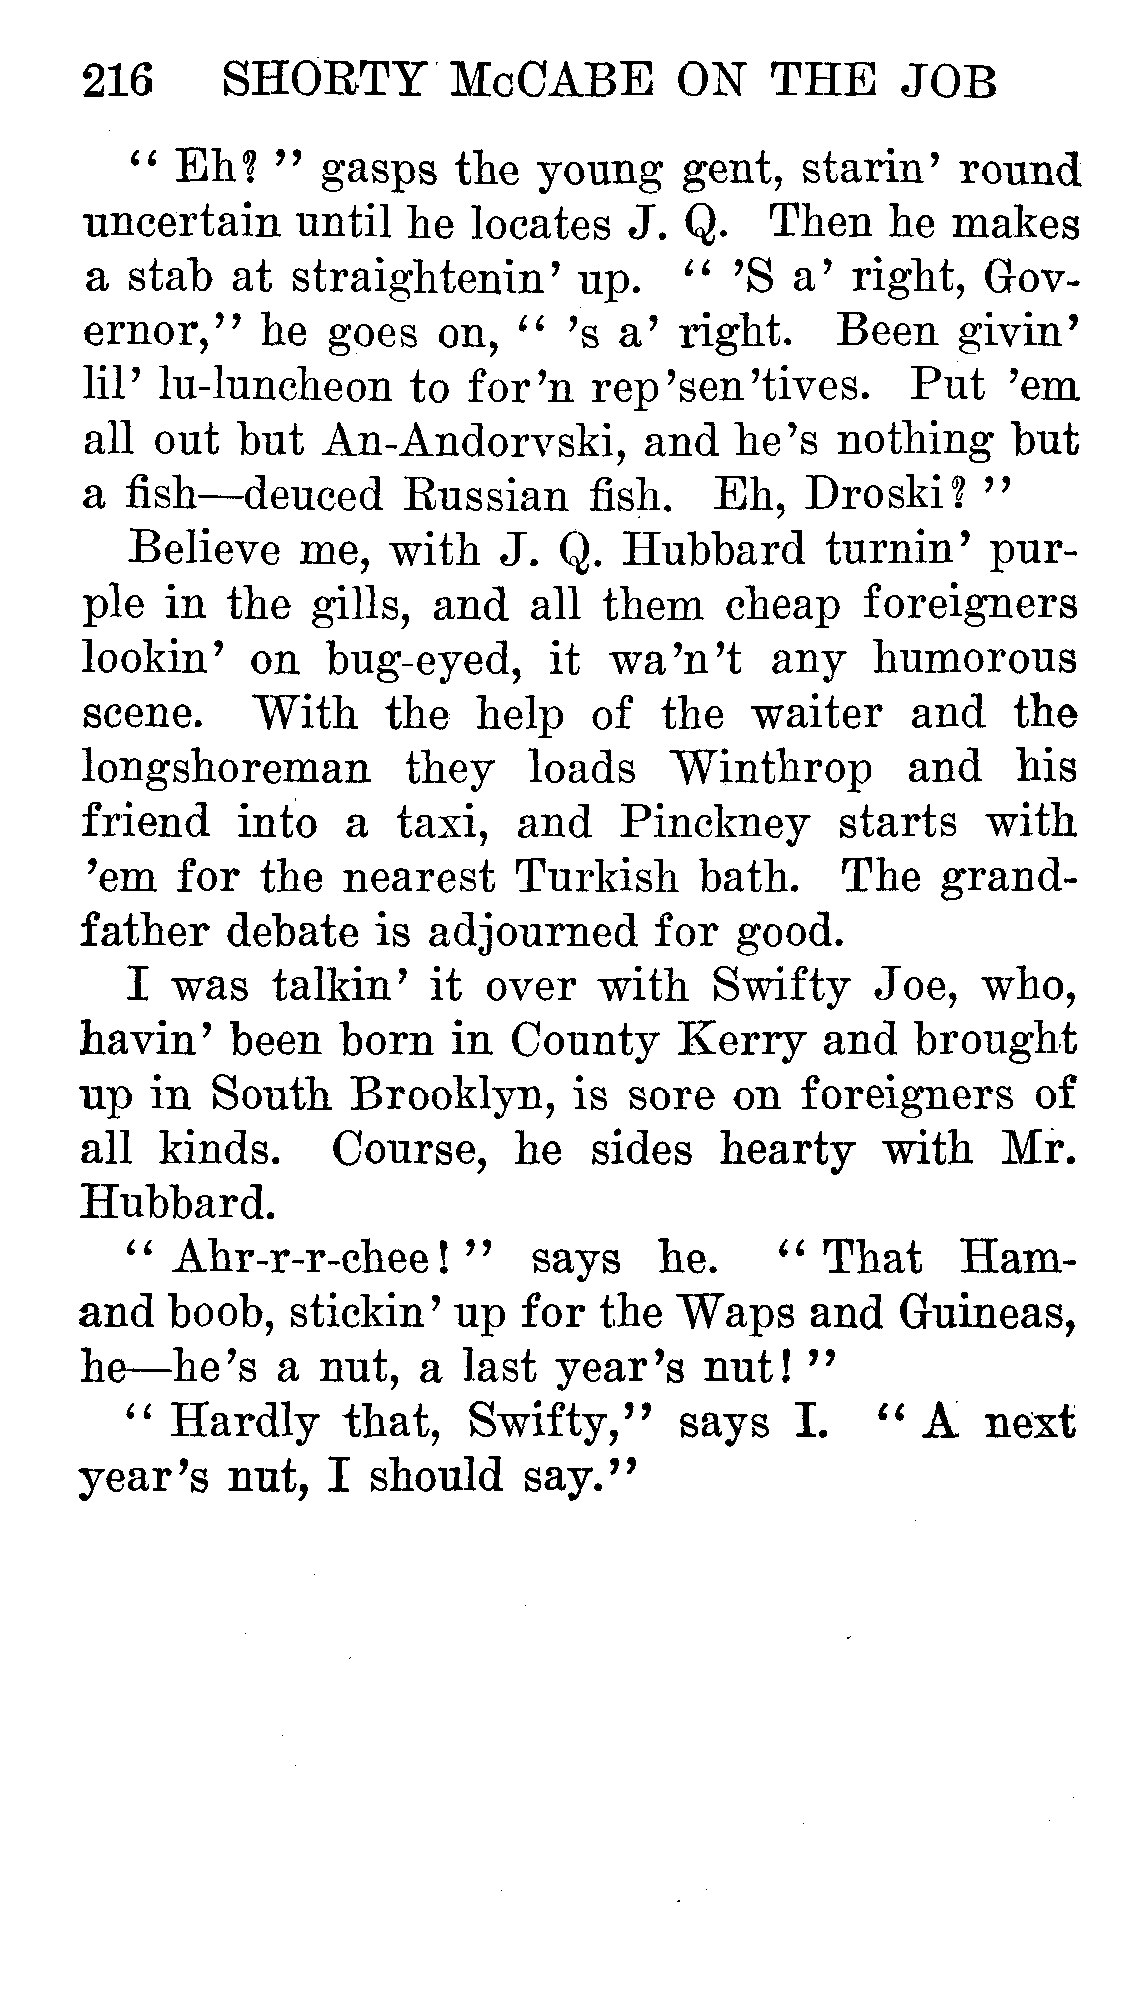 216 SHORTY McCABE ON THE JOB
“ Eh? ” gasps the young gent, starin’ round
uncertain until he locates J. Q. Then he makes
a stab at straightenin’ up. “ ’S a’ right, Gov-
ernor,” he goes on, “ ’s a’ right. Been givin’
lil’ lu-luncheon to for’n rep’sen’tives. Put ’em
all out but An-Andorvski, and he’s nothing but
a fish—deuced Russian fish. Eh, Droski? ”
Believe me, with J. Q. Hubbard turnin’ pur-
ple in the gills, and all them cheap foreigners
lookin’ on bug-eyed, it wa’n’t any humorous
scene. With the help of the waiter and the
longshoreman they loads Winthrop and his
friend into a taxi, and Pinckney starts with
’em for the nearest Turkish bath. The grand-
father debate is adjourned for good.
I was talkin’ it over with Swifty Joe, who,
havin’ been born in County Kerry and brought
up in South Brooklyn, is sore on foreigners of
all kinds. Course, he sides hearty with Mr.
Hubbard.
“ Ahr-r-r-chee! ” says he. “ That Ham-
and boob, stickin’ up for the Waps and Guineas,
he—he’s a nut, a last year’s nut! ”
“ Hardly that, Swifty,” says I. “ A next
year’s nut, I should say.”